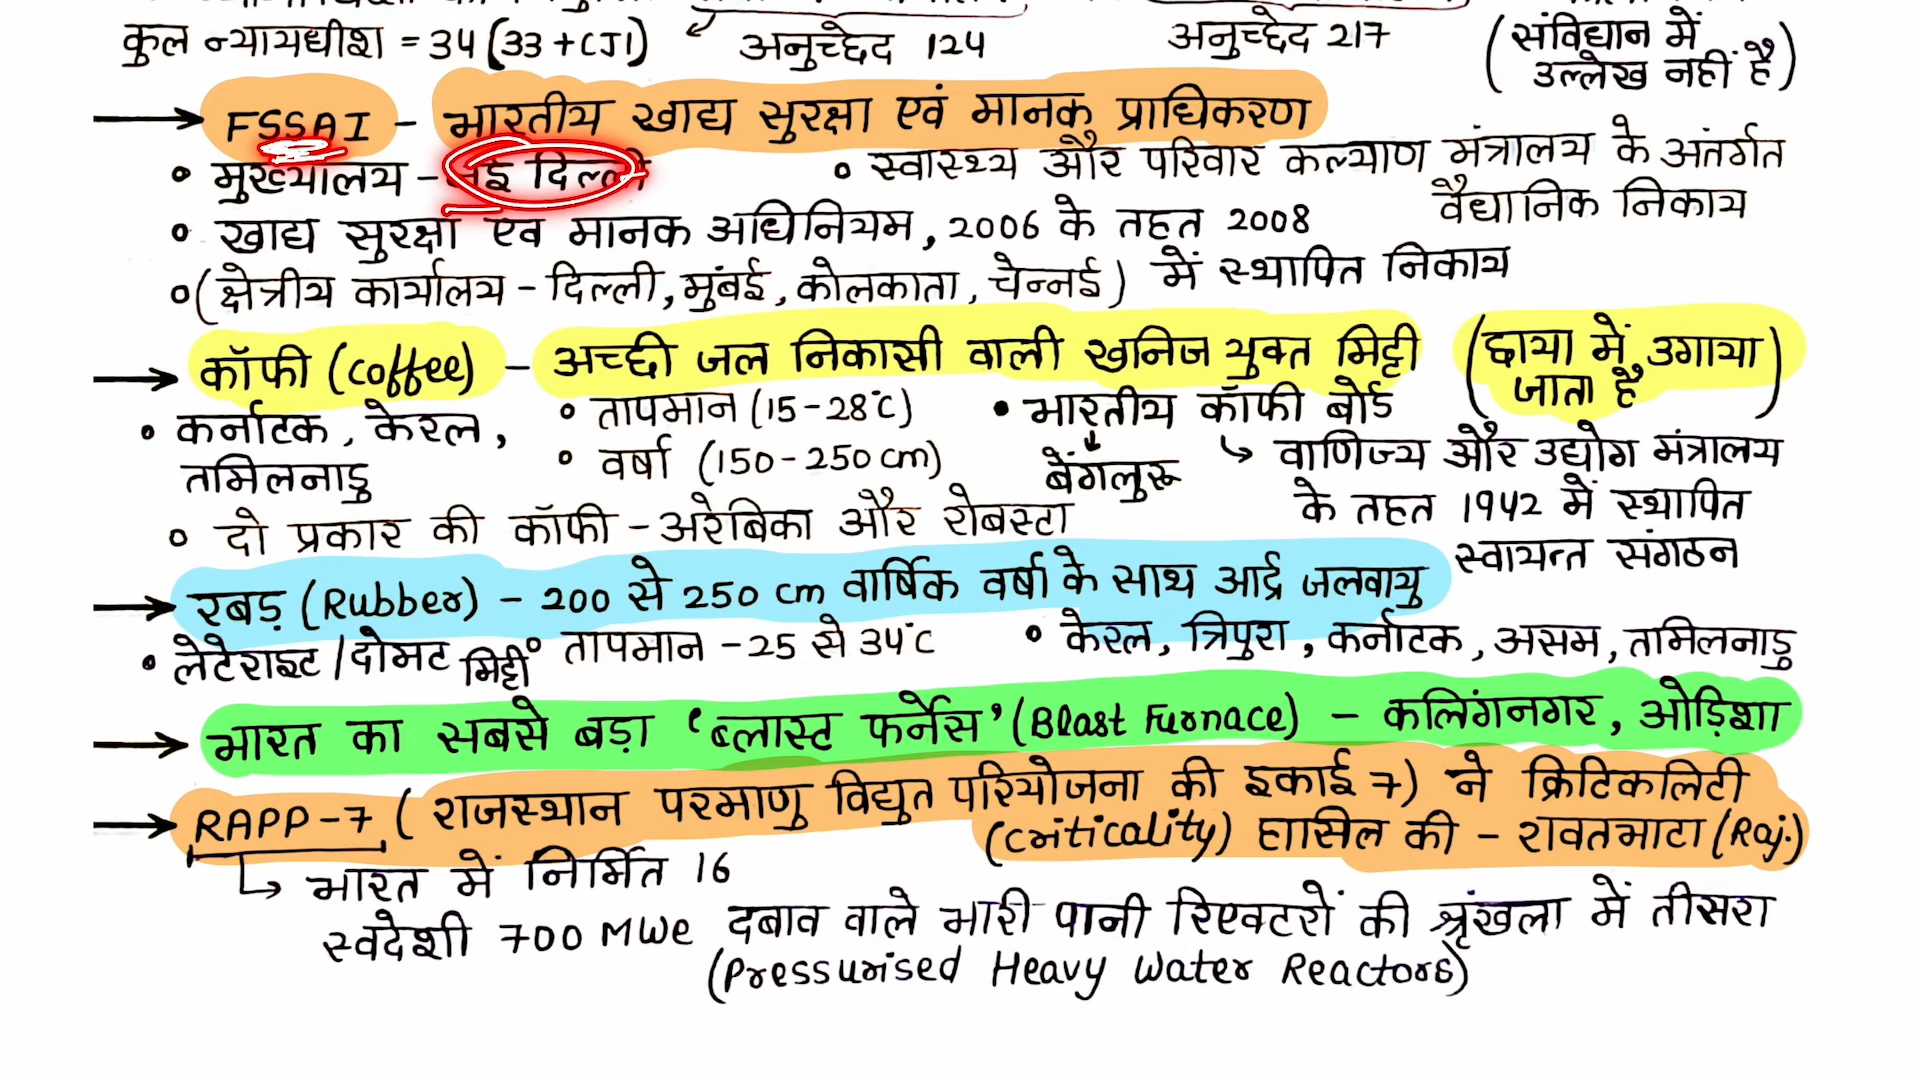 कुल न्यायधीश = 34 (33 + CJI)
अनुच्छेद 124
अनुच्छेद 217
(संविधान में
उल्लेख नहीं है)
FSSAI - भारतीय खाद्य सुरक्षा एवं मानक प्राधिकरण
• मुख्यालय - नई दिल्ली
• स्वास्थ्य और परिवार कल्याण मंत्रालय के अंतर्गत
वैधानिक निकाय
• खाद्य सुरक्षा एवं मानक अधिनियम, 2006 के तहत 2008
में स्थापित निकाय
• (क्षेत्रीय कार्यालय - दिल्ली, मुंबई, कोलकाता, चेन्नई)
कॉफी (Coffee) - अच्छी जल निकासी वाली खनिज युक्त मिट्टी
(छाया में उगाया
जाता है)
• कर्नाटक, केरल,
तमिलनाडु
• तापमान (15-28°C)
• वर्षा (150-250 cm)
• भारतीय कॉफी बोर्ड
बेंगलुरू
वाणिज्य और उद्योग मंत्रालय
के तहत 1942 में स्थापित
स्वायन्त संगठन
• दो प्रकार की कॉफी - अरेबिका और रोबस्टा
रबड़ (Rubber) - 200 से 250 cm वार्षिक वर्षा के साथ आर्द्र जलवायु
• लेटेराइट / दोमट मिट्टी
• तापमान - 25 से 34°C
• केरल, त्रिपुरा, कर्नाटक, असम, तमिलनाडु
भारत का सबसे बड़ा 'ब्लास्ट फर्नेस' (Blast Furnace) - कलिंगनगर, ओड़िशा
RAPP-7 (राजस्थान परमाणु विद्युत परियोजना की इकाई 7) ने क्रिटिकलिटी
(Criticality) हासिल की - रावतभाटा (Raj.)
भारत में निर्मित 16
स्वदेशी 700 MWe दबाव वाले भारी पानी रिएक्टरों की श्रृंखला में तीसरा
(Pressurised Heavy Water Reactors)